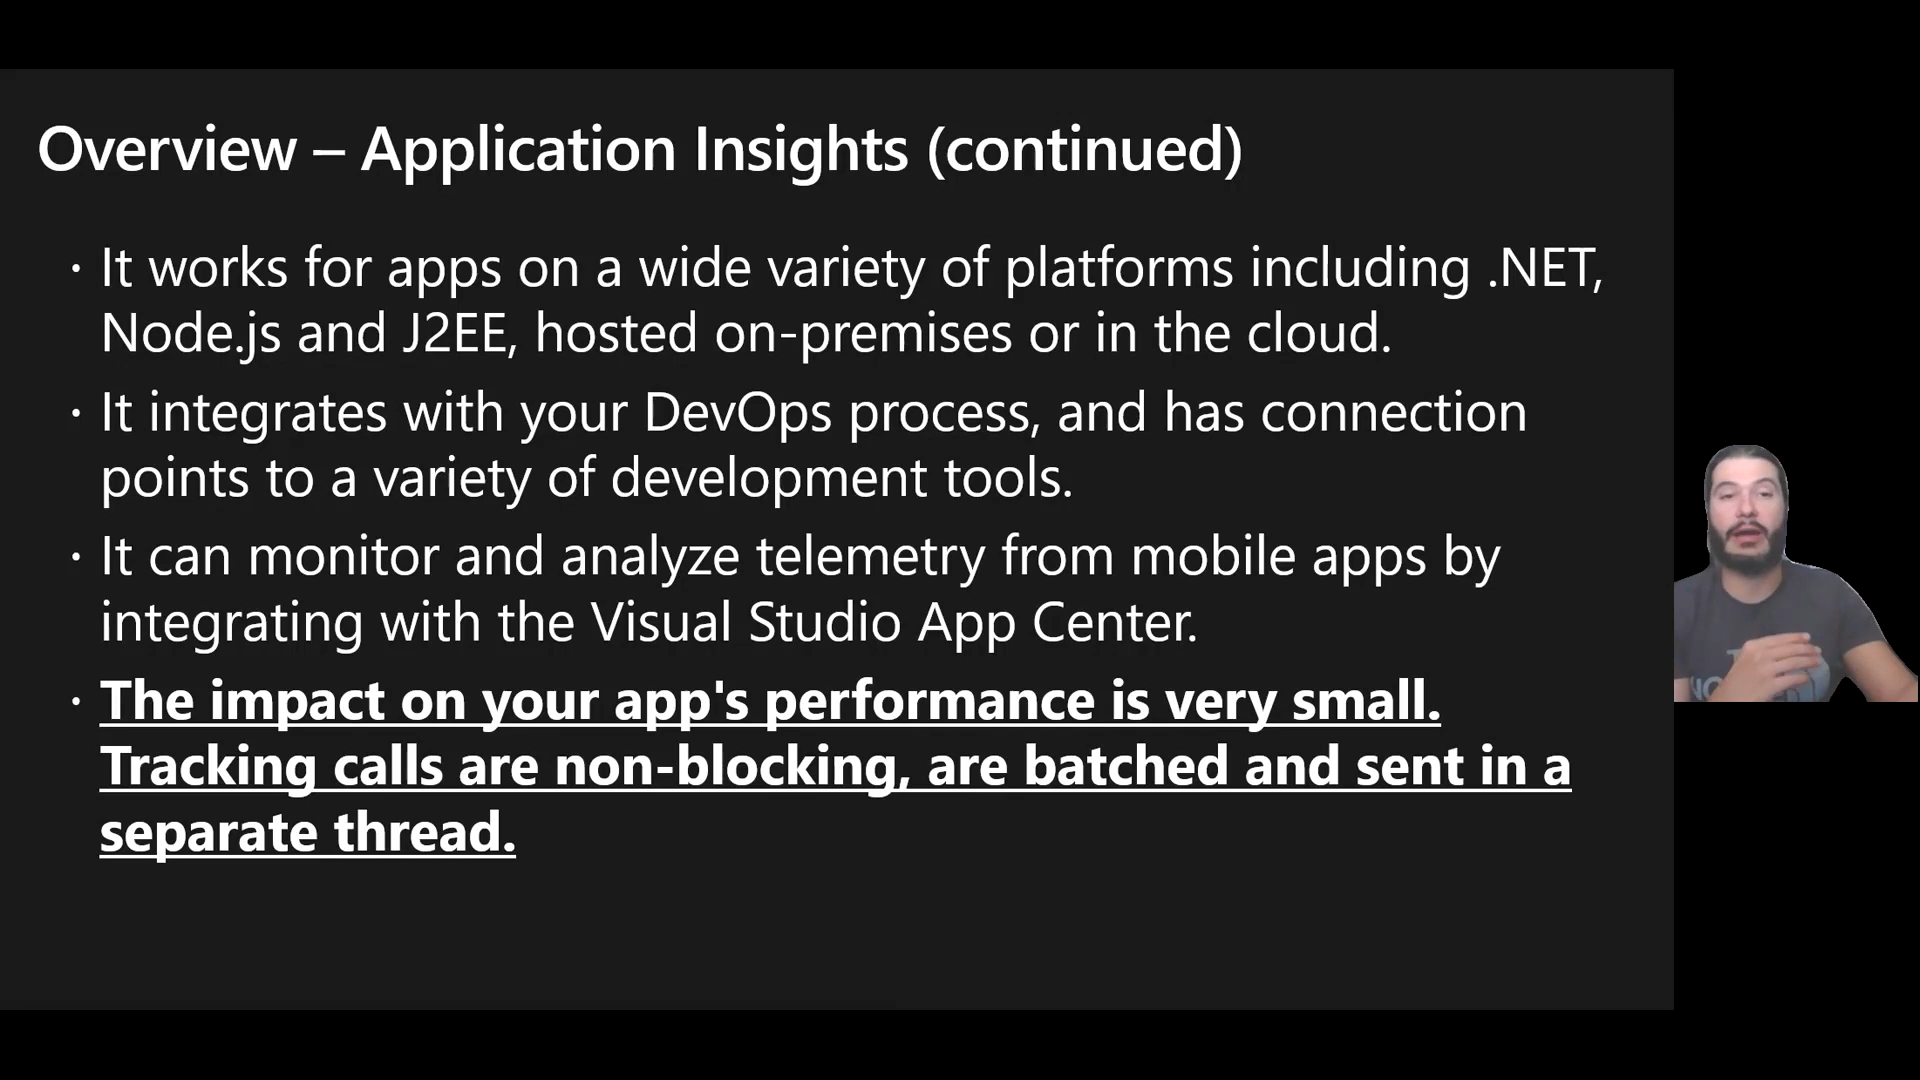 Overview – Application Insights (continued)
· It works for apps on a wide variety of platforms including .NET,
Node.js and J2EE, hosted on-premises or in the cloud.
· It integrates with your DevOps process, and has connection
points to a variety of development tools.
· It can monitor and analyze telemetry from mobile apps by
integrating with the Visual Studio App Center.
· The impact on your app's performance is very small.
Tracking calls are non-blocking, are batched and sent in a
separate thread.